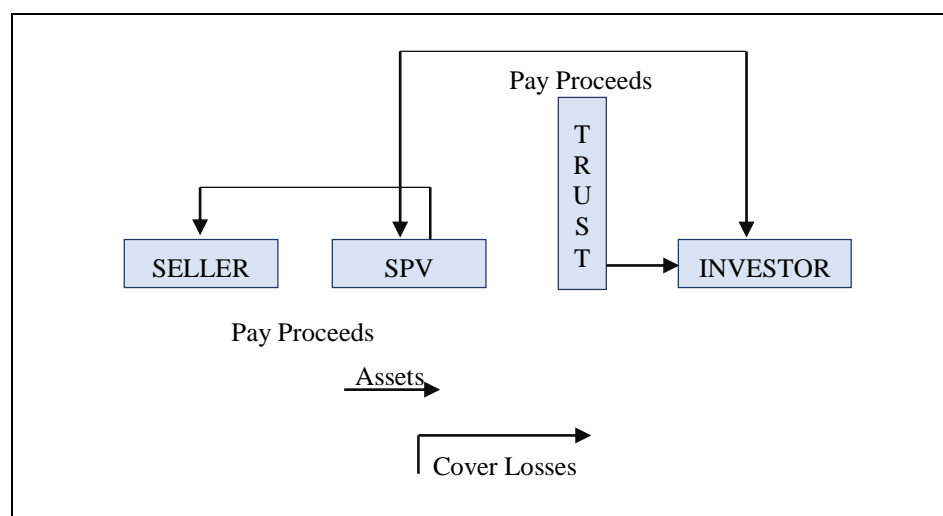 Pay Proceeds
T
R
U
S
T
SELLER
SPV
INVESTOR
Pay Proceeds
Assets
Cover Losses